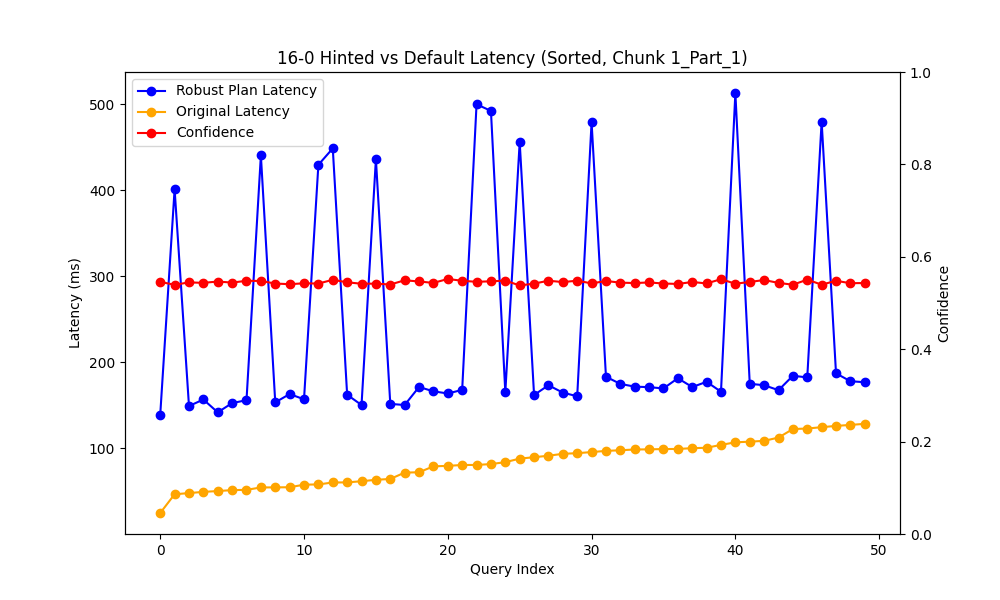 16-0 Hinted vs Default Latency (Sorted, Chunk 1_Part_1)
Robust Plan Latency
Original Latency
Confidence
Latency (ms)
500
400
300
200
100
1.0
0.8
0.6
0.4
0.2
0.0
Confidence
0 10 20 30 40 50
Query Index